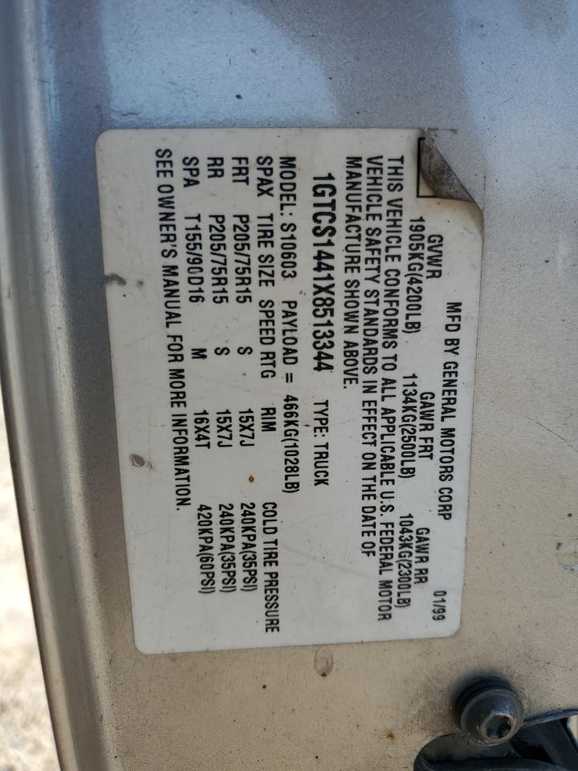 MFD BY GENERAL MOTORS CORP 01/99
GVWR GAWR FRT GAWR RR
1905KG(4200LB) 1134KG(2500LB) 1043KG(2300LB)
THIS VEHICLE CONFORMS TO ALL APPLICABLE U.S. FEDERAL MOTOR
VEHICLE SAFETY STANDARDS IN EFFECT ON THE DATE OF
MANUFACTURE SHOWN ABOVE.
1GTCS1441X8513344 TYPE: TRUCK
MODEL: S10603 PAYLOAD = 466KG(1028LB)
SPAX TIRE SIZE SPEED RTG RIM COLD TIRE PRESSURE
FRT P205/75R15 S 15X7J 240KPA(35PSI)
RR P205/75R15 S 15X7J 240KPA(35PSI)
SPA T155/90D16 M 16X4T 420KPA(60PSI)
SEE OWNER'S MANUAL FOR MORE INFORMATION.